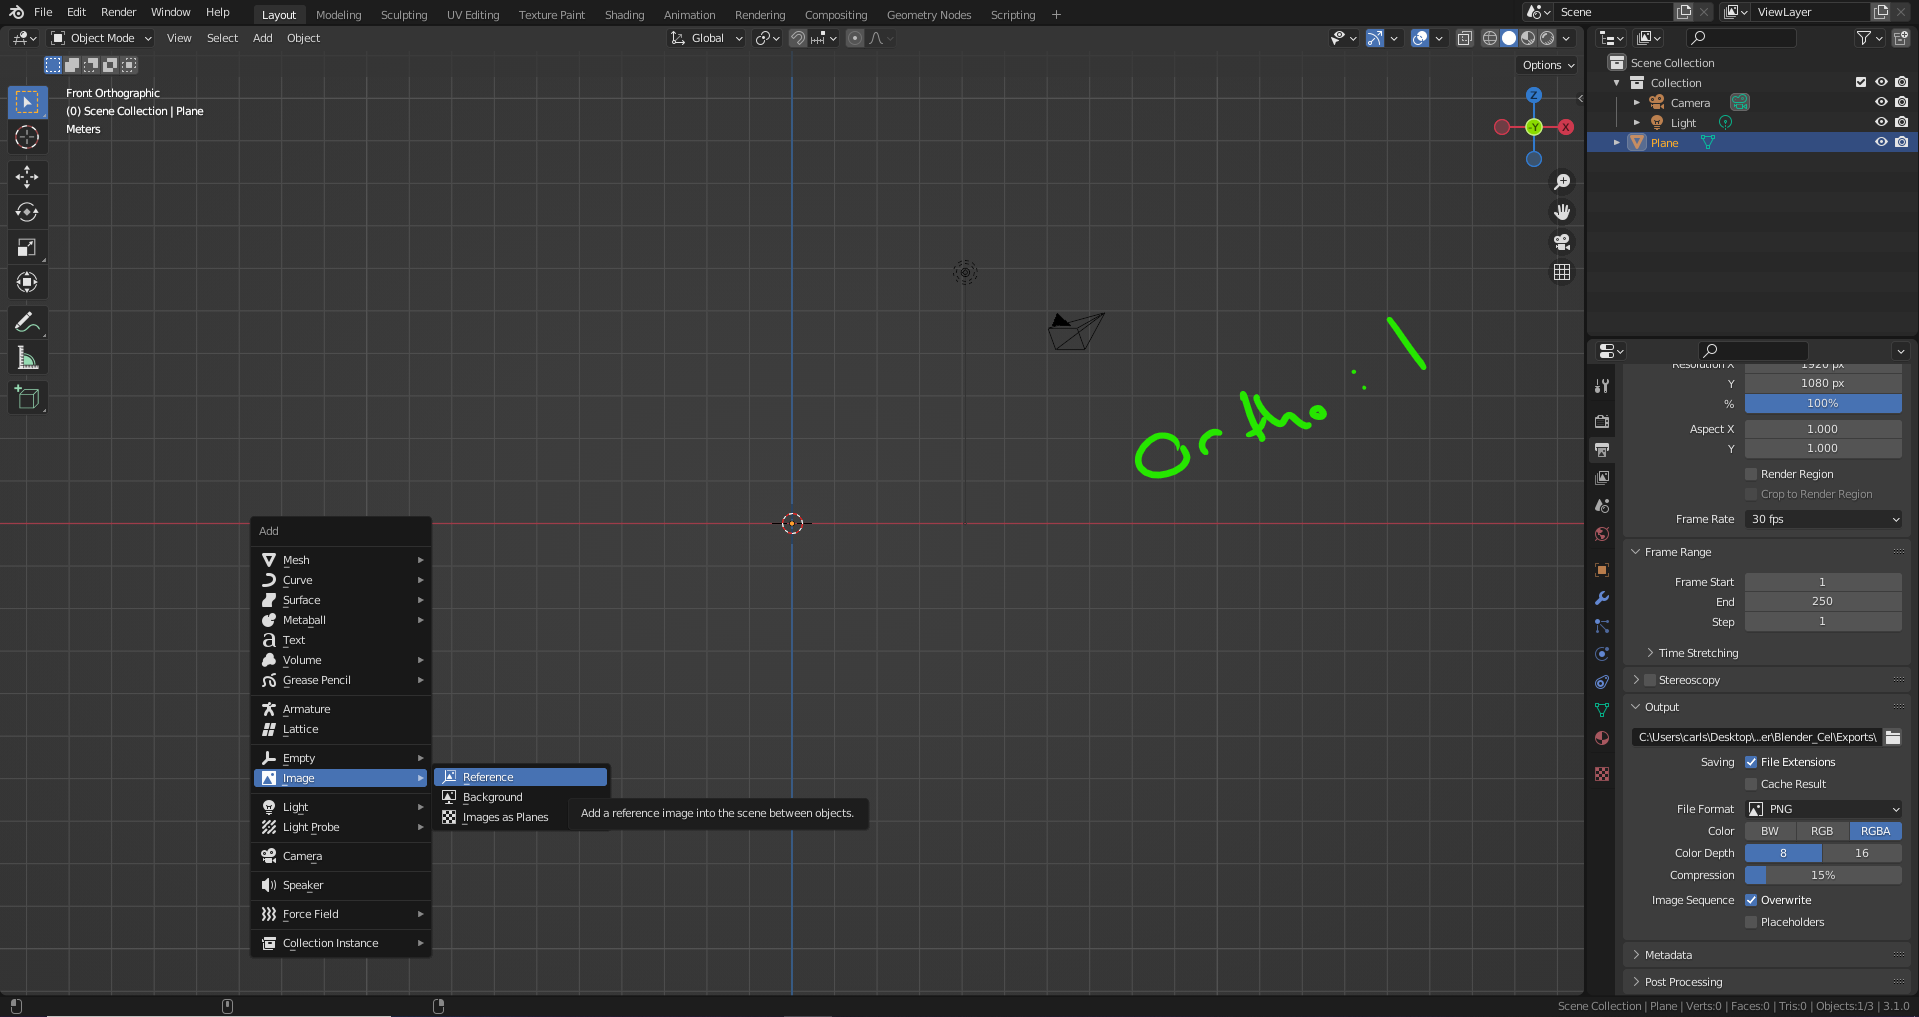 File Edit Render Window Help Layout Modeling Sculpting UV Editing Texture Paint Shading Animation Rendering Compositing Geometry Nodes Scripting + Scene ViewLayer
Object Mode View Select Add Object Global
Options
Front Orthographic
(0) Scene Collection | Plane
Meters
Z
-Y X
Ortho
Add
Mesh
Curve
Surface
Metaball
Text
Volume
Grease Pencil
Armature
Lattice
Empty
Image
Light
Light Probe
Camera
Speaker
Force Field
Collection Instance
Reference
Background
Images as Planes
Add a reference image into the scene between objects.
Scene Collection
Collection
Camera
Light
Plane
Resolution X 1920 px
Y 1080 px
% 100%
Aspect X 1.000
Y 1.000
Render Region
Crop to Render Region
Frame Rate 30 fps
Frame Range
Frame Start 1
End 250
Step 1
Time Stretching
Stereoscopy
Output
C:\Users\carls\Desktop\...er\Blender_Cel\Exports\
Saving File Extensions
Cache Result
File Format PNG
Color BW RGB RGBA
Color Depth 8 16
Compression 15%
Image Sequence Overwrite
Placeholders
Metadata
Post Processing
Scene Collection | Plane | Verts:0 | Faces:0 | Tris:0 | Objects:1/3 | 3.1.0